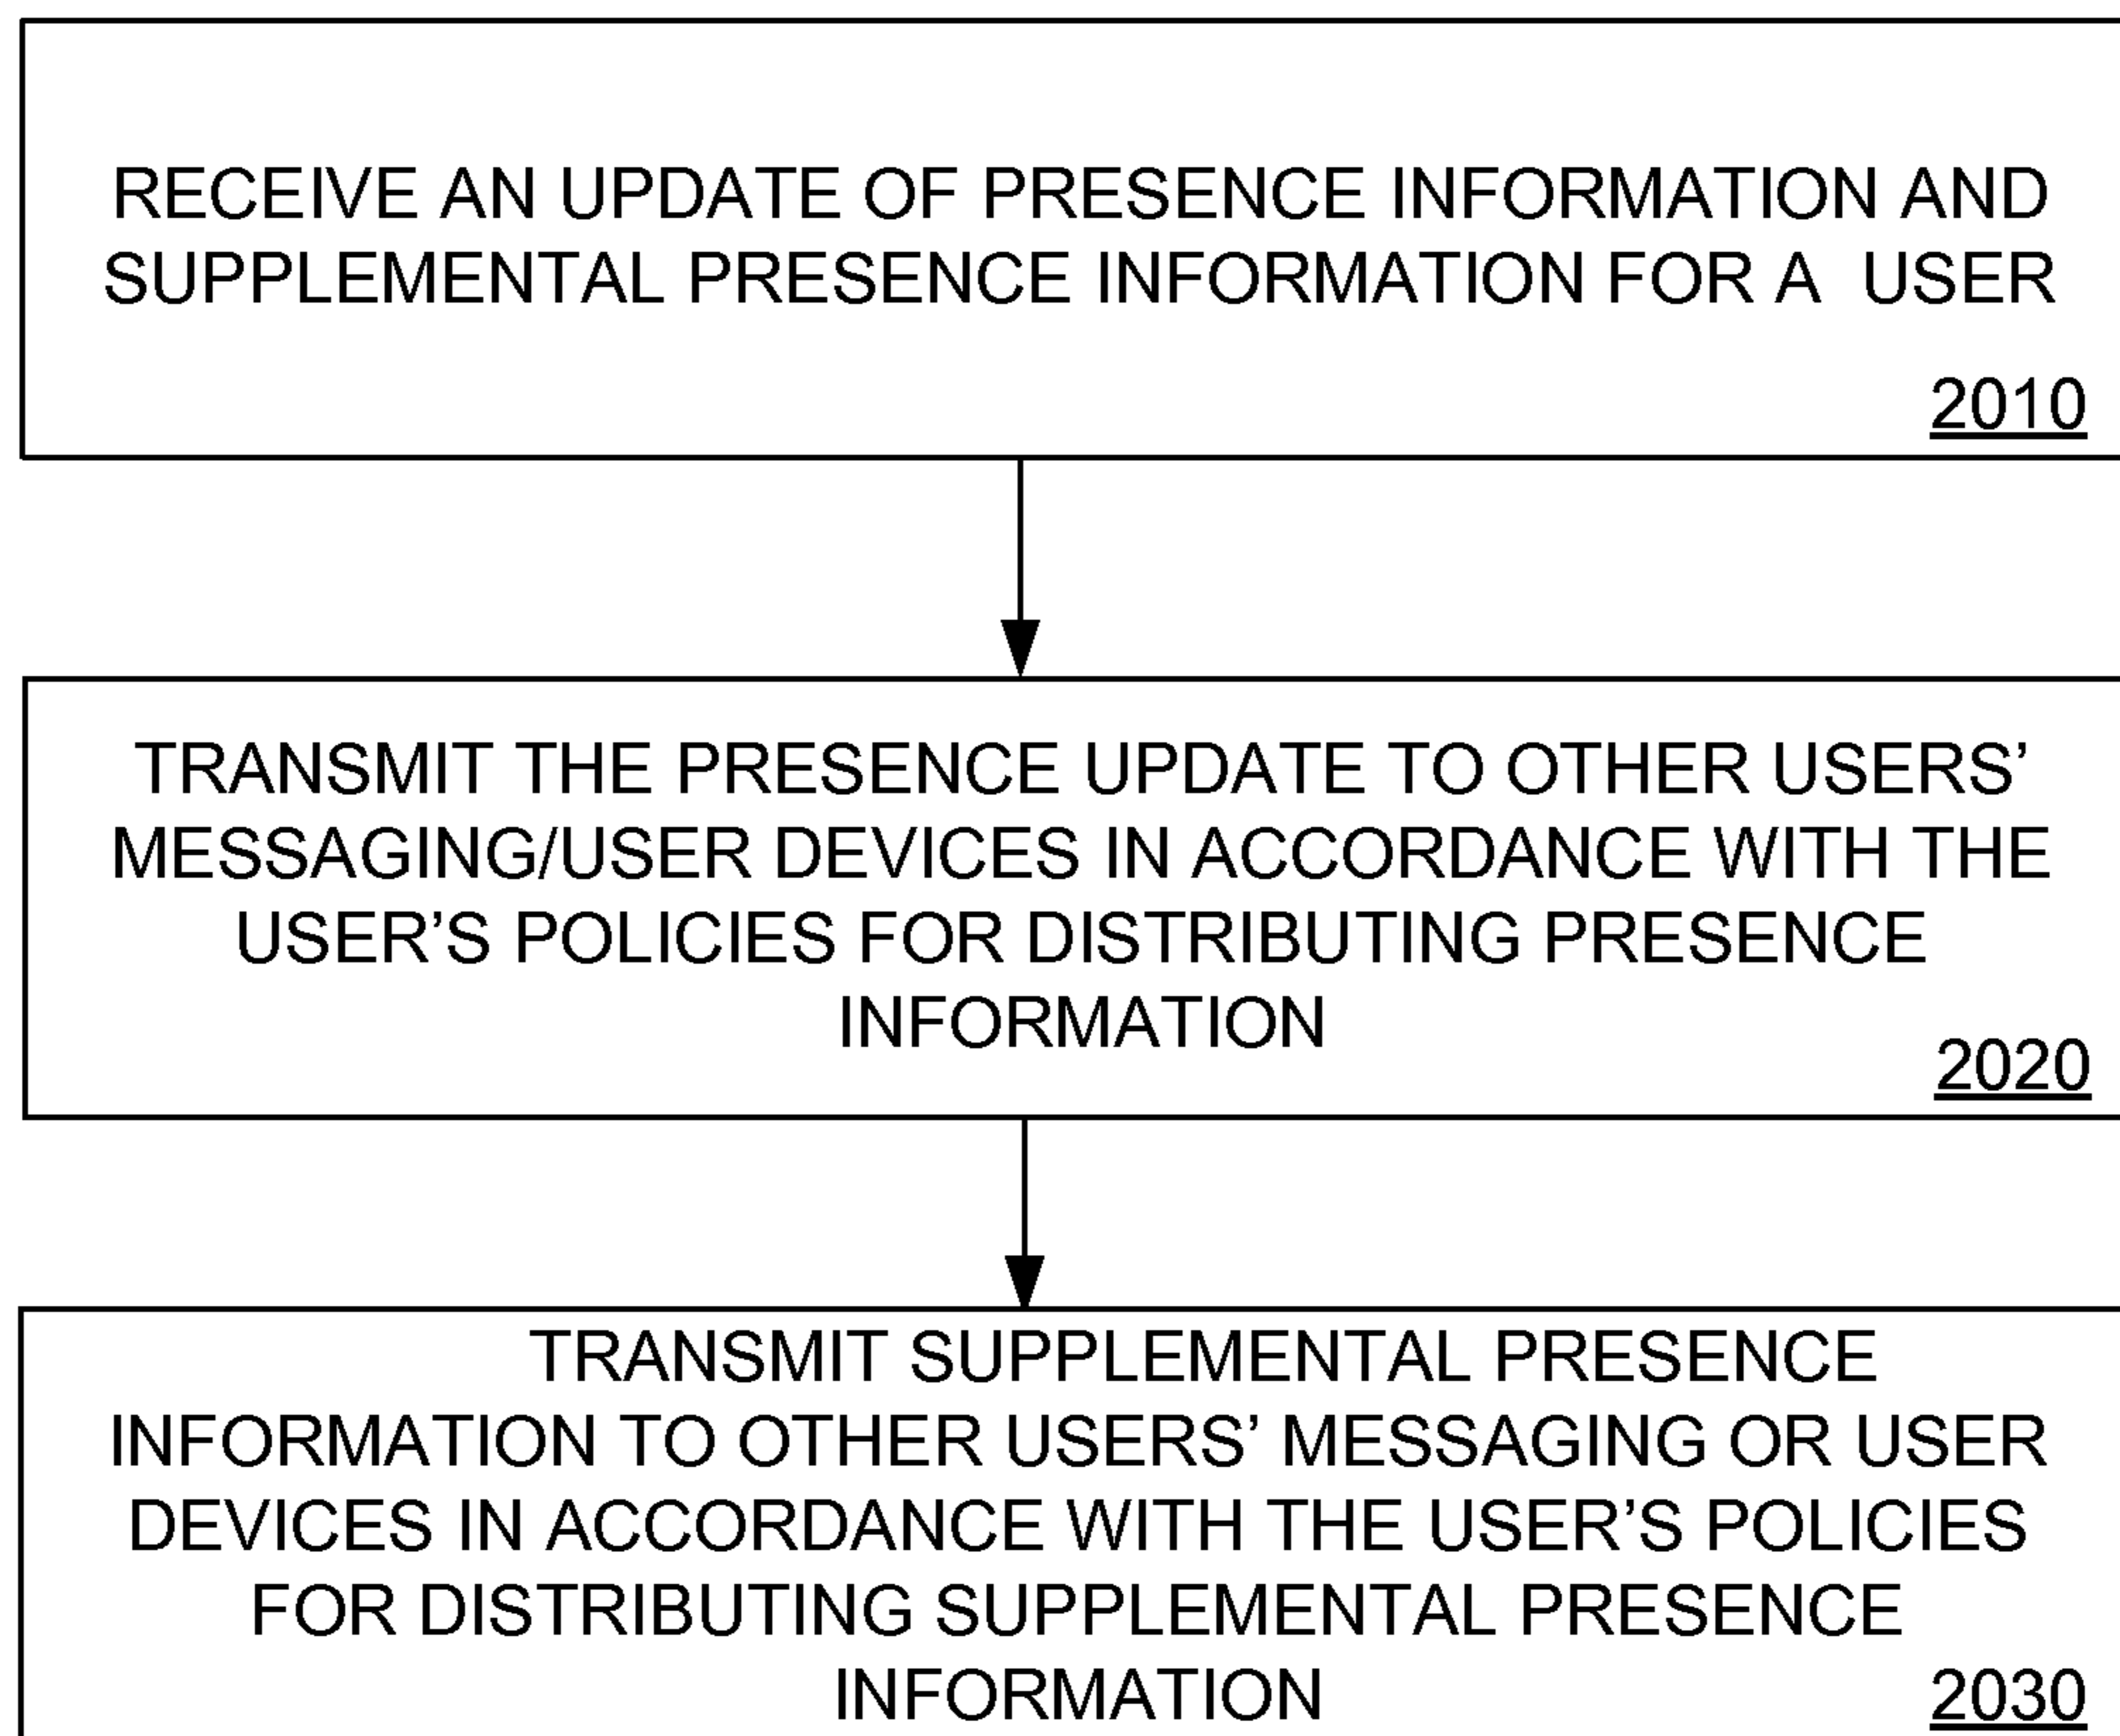 RECEIVE AN UPDATE OF PRESENCE INFORMATION AND
SUPPLEMENTAL PRESENCE INFORMATION FOR A USER
2010
TRANSMIT THE PRESENCE UPDATE TO OTHER USERS’
MESSAGING/USER DEVICES IN ACCORDANCE WITH THE
USER’S POLICIES FOR DISTRIBUTING PRESENCE
INFORMATION
2020
TRANSMIT SUPPLEMENTAL PRESENCE
INFORMATION TO OTHER USERS’ MESSAGING OR USER
DEVICES IN ACCORDANCE WITH THE USER’S POLICIES
FOR DISTRIBUTING SUPPLEMENTAL PRESENCE
INFORMATION
2030